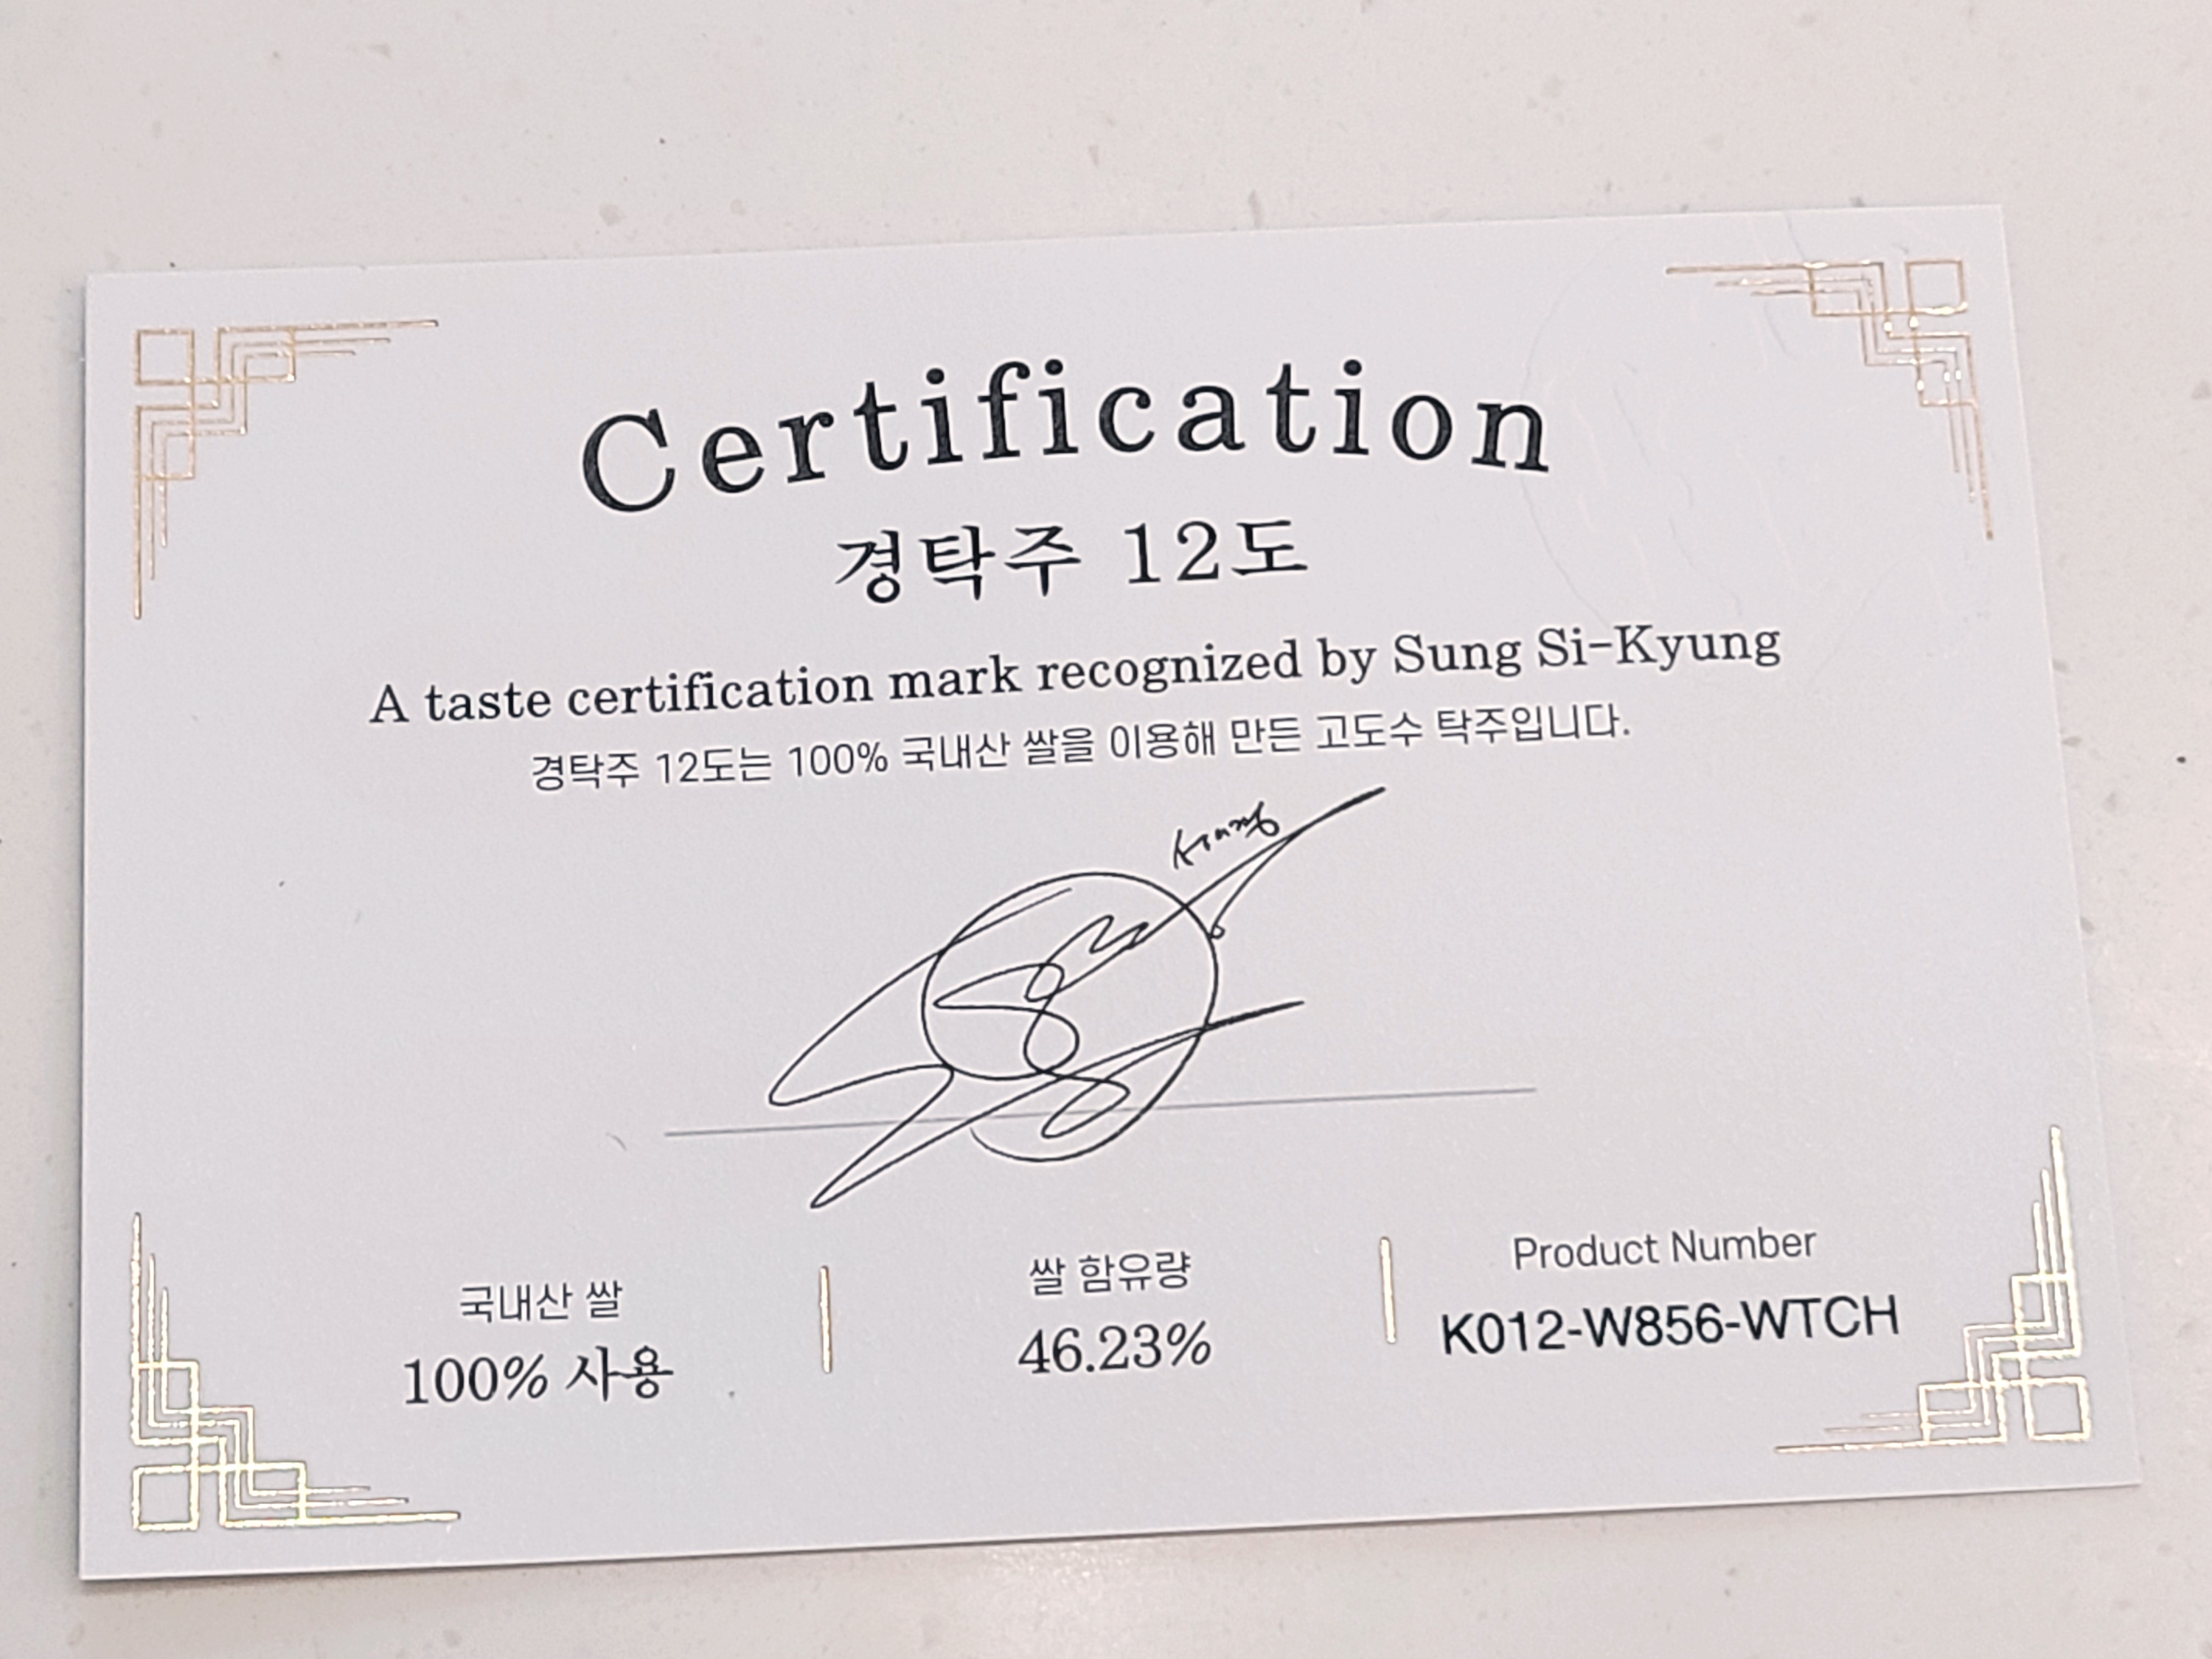 Certification
경탁주 12도
A taste certification mark recognized by Sung Si-Kyung
경탁주 12도는 100% 국내산 쌀을 이용해 만든 고도수 탁주입니다.
국내산 쌀
100% 사용
쌀 함유량
46.23%
Product Number
K012-W856-WTCH